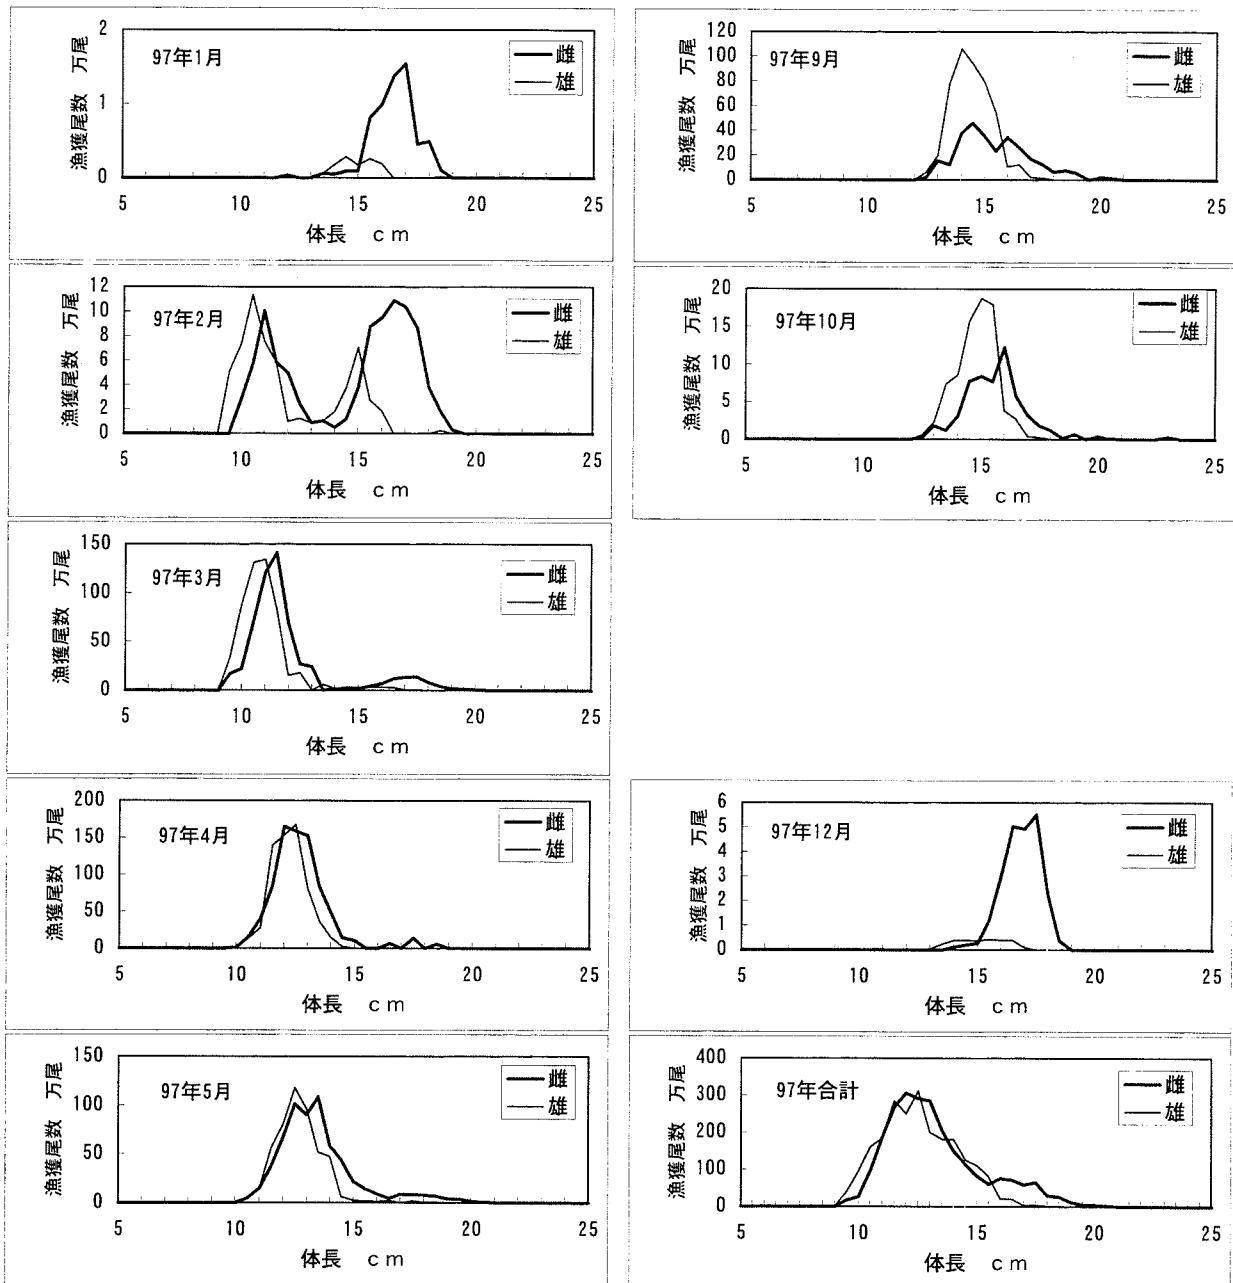 97年1月
漁獲尾数 万尾
2
1
0
5 10 15 20 25
体長 cm
雌
雄
97年2月
漁獲尾数 万尾
12
10
8
6
4
2
0
5 10 15 20 25
体長 cm
雌
雄
97年3月
漁獲尾数 万尾
150
100
50
0
5 10 15 20 25
体長 cm
雌
雄
97年4月
漁獲尾数 万尾
200
150
100
50
0
5 10 15 20 25
体長 cm
雌
雄
97年5月
漁獲尾数 万尾
150
100
50
0
5 10 15 20 25
体長 cm
雌
雄
97年9月
漁獲尾数 万尾
120
100
80
60
40
20
0
5 10 15 20 25
体長 cm
雌
雄
97年10月
漁獲尾数 万尾
20
15
10
5
0
5 10 15 20 25
体長 cm
雌
雄
97年12月
漁獲尾数 万尾
6
5
4
3
2
1
0
5 10 15 20 25
体長 cm
雌
雄
97年合計
漁獲尾数 万尾
400
300
200
100
0
5 10 15 20 25
体長 cm
雌
雄